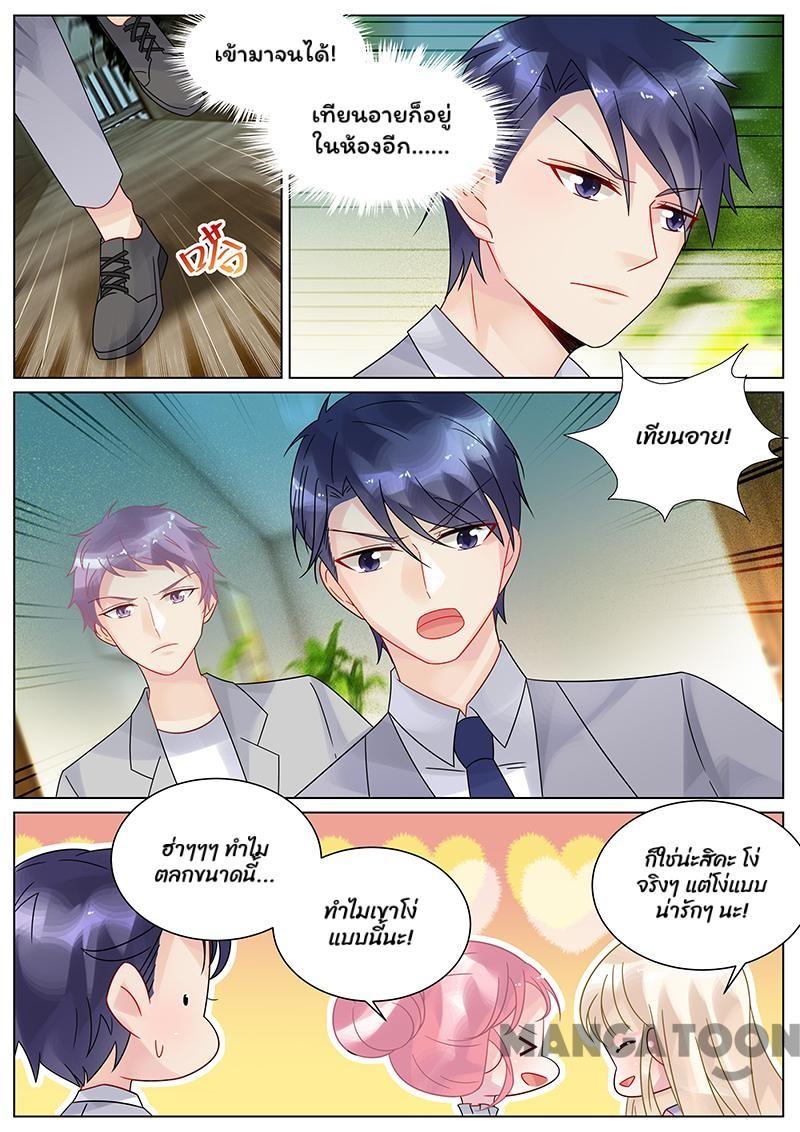 เข้ามาจนได้!
เทียนอายก็อยู่
ในห้องอีก......
เทียนอาย!
ฮ่าๆๆๆ ทำไม
ตลกขนาดนี้...
ทำไมเขาโง่
แบบนี้นะ!
ก็ใช่น่ะสิคะ โง่
จริงๆ แต่โง่แบบ
น่ารักๆ นะ!
MANGATOON